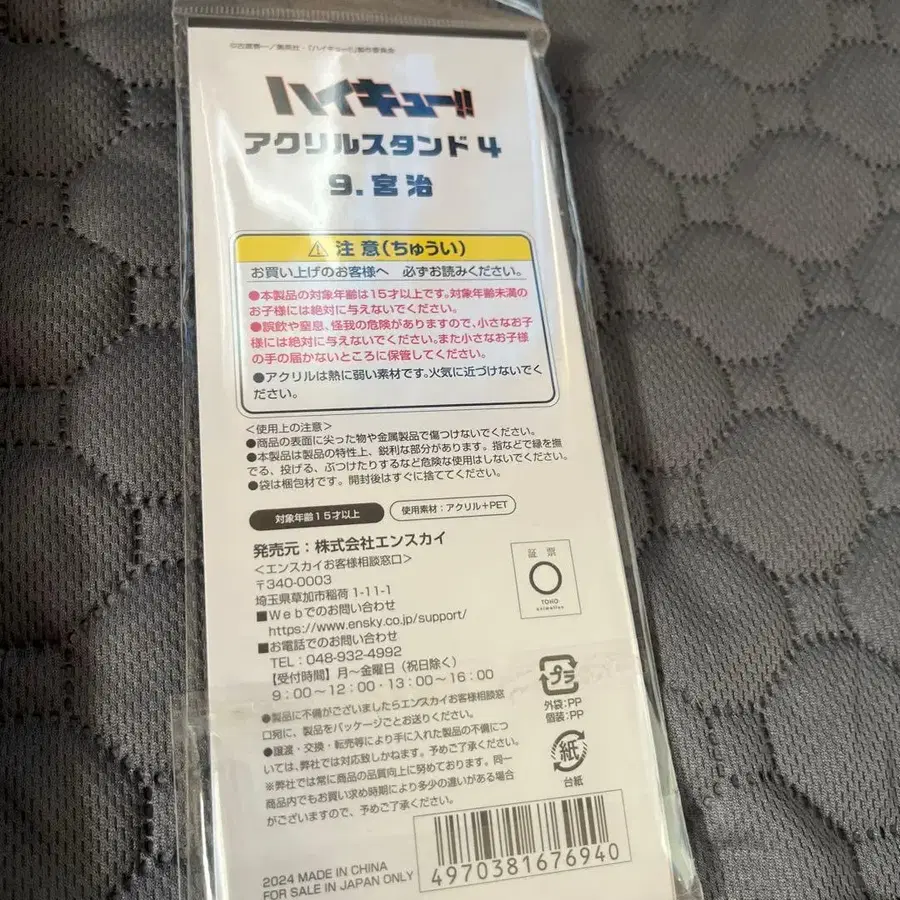 ©古舘春一／集英社・「ハイキュー!!」製作委員会
ハイキュー!!
アクリルスタンド4
9. 宮 治
⚠ 注 意（ちゅうい）
お買い上げのお客様へ　必ずお読みください。
●本製品の対象年齢は15才以上です。対象年齢未満の
お子様には絶対に与えないでください。
●誤飲や窒息、怪我の危険がありますので、小さなお子
様には絶対に与えないでください。また小さなお子様
の手の届かないところに保管してください。
●アクリルは熱に弱い素材です。火気に近づけないでく
ださい。
＜使用上の注意＞
●商品の表面に尖った物や金属製品で傷つけないでください。
●本製品は製品の特性上、鋭利な部分があります。指などで縁を撫
でる、投げる、ぶつけたりするなど危険な使用はしないでください。
●袋は梱包材です。開封後はすぐに捨ててください。
対象年齢15才以上
使用素材：アクリル＋PET
発売元：株式会社エンスカイ
＜エンスカイお客様相談窓口＞
〒340-0003
埼玉県草加市稲荷 1-11-1
■Webでのお問い合わせ
https://www.ensky.co.jp/support/
■お電話でのお問い合わせ
TEL：048-932-4992
【受付時間】月～金曜日（祝日除く）
9：00～12：00・13：00～16：00
証 票
TOHO
animation
●製品に不備がございましたらエンスカイお客様相談窓
口宛に、製品をパッケージごとお送りください。
●譲渡・交換・転売等により手に入れた製品の不備につ
いては、弊社では対応致しかねます。予めご了承ください。
※弊社では常に商品の品質向上に努めております。同一
商品内でもお買い求め時期により多少の違いがある場合
がございますので、予めご了承ください。
プラ
外袋：PP
個装：PP
紙
台紙
2024 MADE IN CHINA
FOR SALE IN JAPAN ONLY
4970381676940